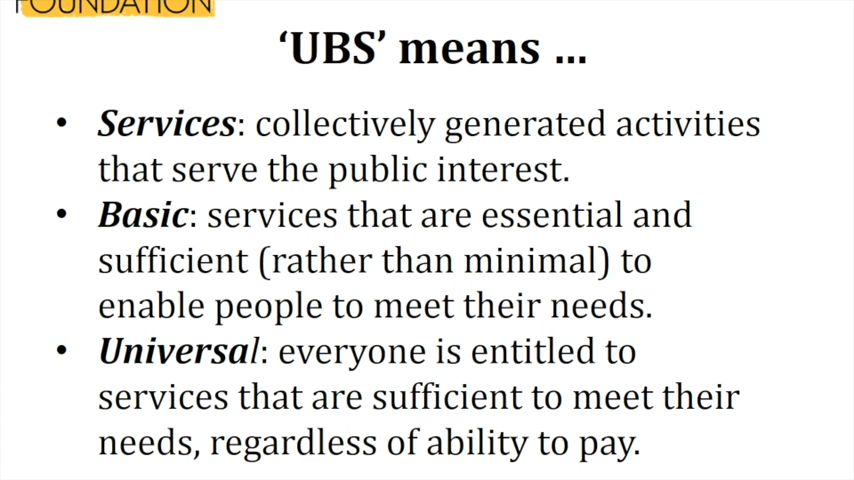 FOUNDATION
‘UBS’ means ...
• Services: collectively generated activities
that serve the public interest.
• Basic: services that are essential and
sufficient (rather than minimal) to
enable people to meet their needs.
• Universal: everyone is entitled to
services that are sufficient to meet their
needs, regardless of ability to pay.